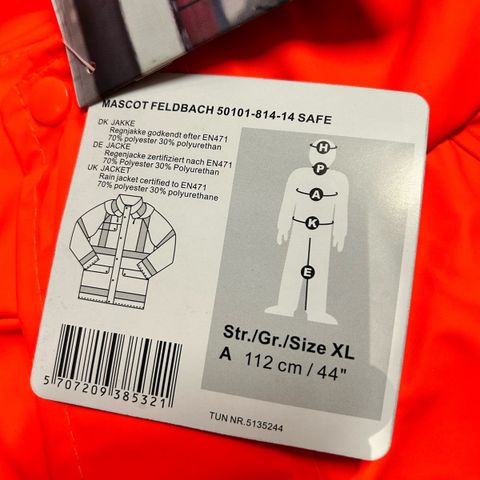 MASCOT FELDBACH 50101-814-14 SAFE
DK JAKKE
Regnjakke godkendt efter EN471
70% polyester 30% polyurethan
DE JACKE
Regenjacke zertifiziert nach EN471
70% Polyester 30% Polyurethan
UK JACKET
Rain jacket certified to EN471
70% polyester 30% polyurethane
H
P
A
K
E
Str./Gr./Size XL
A 112 cm / 44"
5 707209 385321
TUN NR.5135244